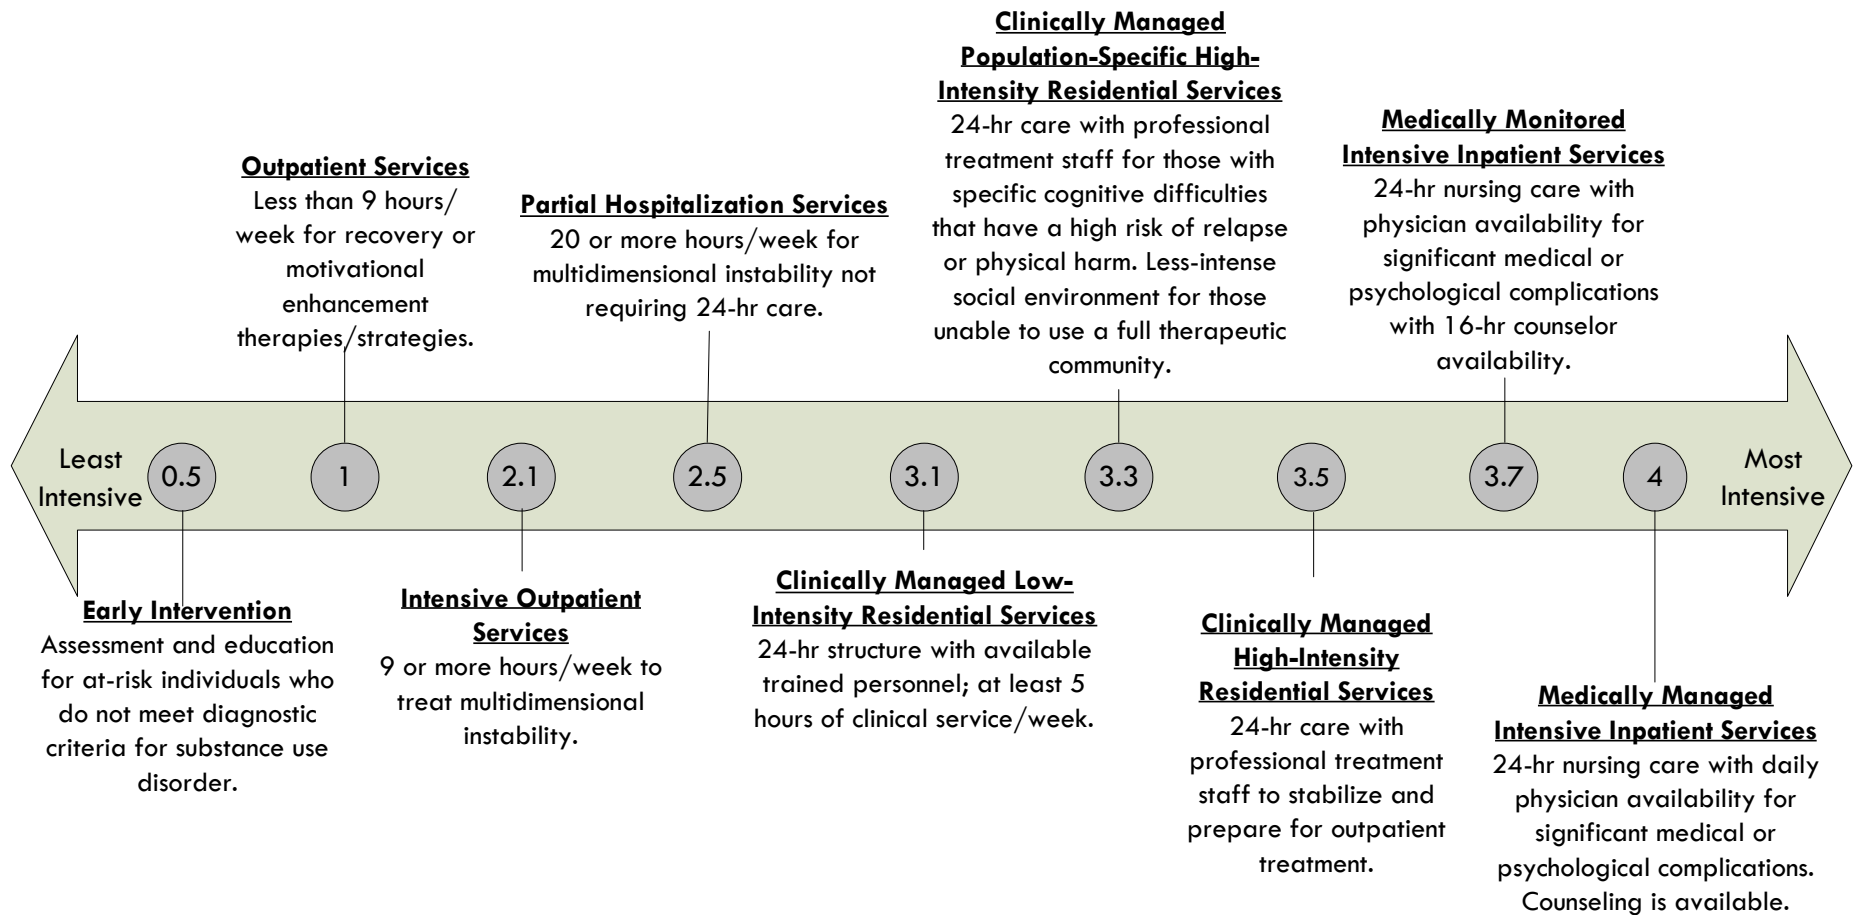 Clinically Managed
Population-Specific High-
Intensity Residential Services
24-hr care with professional
treatment staff for those with
specific cognitive difficulties
that have a high risk of relapse
or physical harm. Less-intense
social environment for those
unable to use a full therapeutic
community.
Medically Monitored
Intensive Inpatient Services
24-hr nursing care with
physician availability for
significant medical or
psychological complications
with 16-hr counselor
availability.
Outpatient Services
Less than 9 hours/
week for recovery or
motivational
enhancement
therapies/strategies.
Partial Hospitalization Services
20 or more hours/week for
multidimensional instability not
requiring 24-hr care.
Least
Intensive
0.5
1
2.1
2.5
3.1
3.3
3.5
3.7
4
Most
Intensive
Early Intervention
Assessment and education
for at-risk individuals who
do not meet diagnostic
criteria for substance use
disorder.
Intensive Outpatient
Services
9 or more hours/week to
treat multidimensional
instability.
Clinically Managed Low-
Intensity Residential Services
24-hr structure with available
trained personnel; at least 5
hours of clinical service/week.
Clinically Managed
High-Intensity
Residential Services
24-hr care with
professional treatment
staff to stabilize and
prepare for outpatient
treatment.
Medically Managed
Intensive Inpatient Services
24-hr nursing care with daily
physician availability for
significant medical or
psychological complications.
Counseling is available.